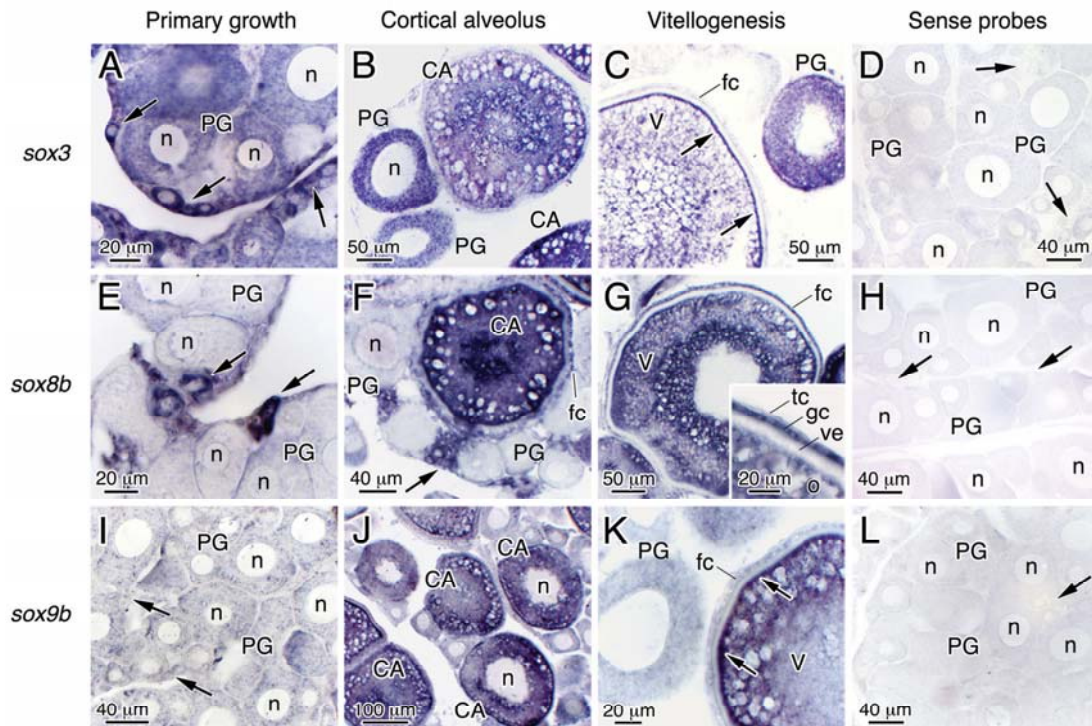 Primary growth Cortical alveolus Vitellogenesis Sense probes
sox3
A
n
PG
n
n
20 μm
B
CA
PG
n
CA
PG
50 μm
C
fc
PG
V
50 μm
D
n
PG
PG
n
n
40 μm
sox8b
E
n
PG
n
PG
n
20 μm
F
CA
n
PG
fc
PG
40 μm
G
fc
V
tc
gc
ve
o
50 μm
20 μm
H
PG
n
n
n
PG
n
n
40 μm
sox9b
I
PG
n
n
n
PG
n
n
40 μm
J
CA
CA
n
CA
n
CA
100 μm
K
PG
fc
V
20 μm
L
PG
n
n
n
PG
n
40 μm